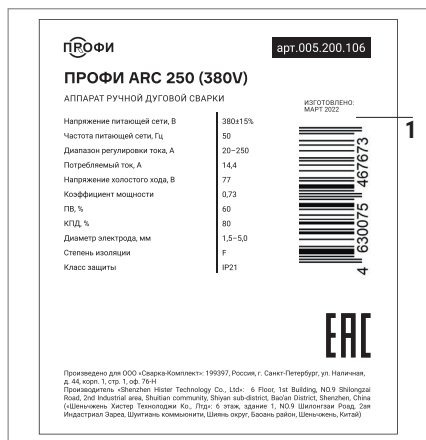 ПРОФИ
арт.005.200.106
ПРОФИ ARC 250 (380V)
АППАРАТ РУЧНОЙ ДУГОВОЙ СВАРКИ
ИЗГОТОВЛЕНО:
МАРТ 2022
1
Напряжение питающей сети, В 380±15%
Частота питающей сети, Гц 50
Диапазон регулировки тока, А 20–250
Потребляемый ток, А 14,4
Напряжение холостого хода, В 77
Коэффициент мощности 0,73
ПВ, % 60
КПД, % 80
Диаметр электрода, мм 1,5–5,0
Степень изоляции F
Класс защиты IP21
4 630075 467673
EAC
Произведено для ООО «Сварка-Комплект»: 199397, Россия, г. Санкт-Петербург, ул. Наличная,
д. 44, корп. 1, стр. 1, оф. 76-Н
Производитель «Shenzhen Hister Technology Co., Ltd»: 6 Floor, 1st Building, NO.9 Shilongzai
Road, 2nd Industrial area, Shuitian community, Shiyan sub-district, Bao'an District, Shenzhen, China
(«Шеньчжень Хистер Технолоджи Ко., Лтд»: 6 этаж, здание 1, NO.9 Шилонгзаи Роад, 2ая
Индастриал Эареа, Шуитиань коммьюнити, Шиянь округ, Баоань район, Шеньчжень, Китай)